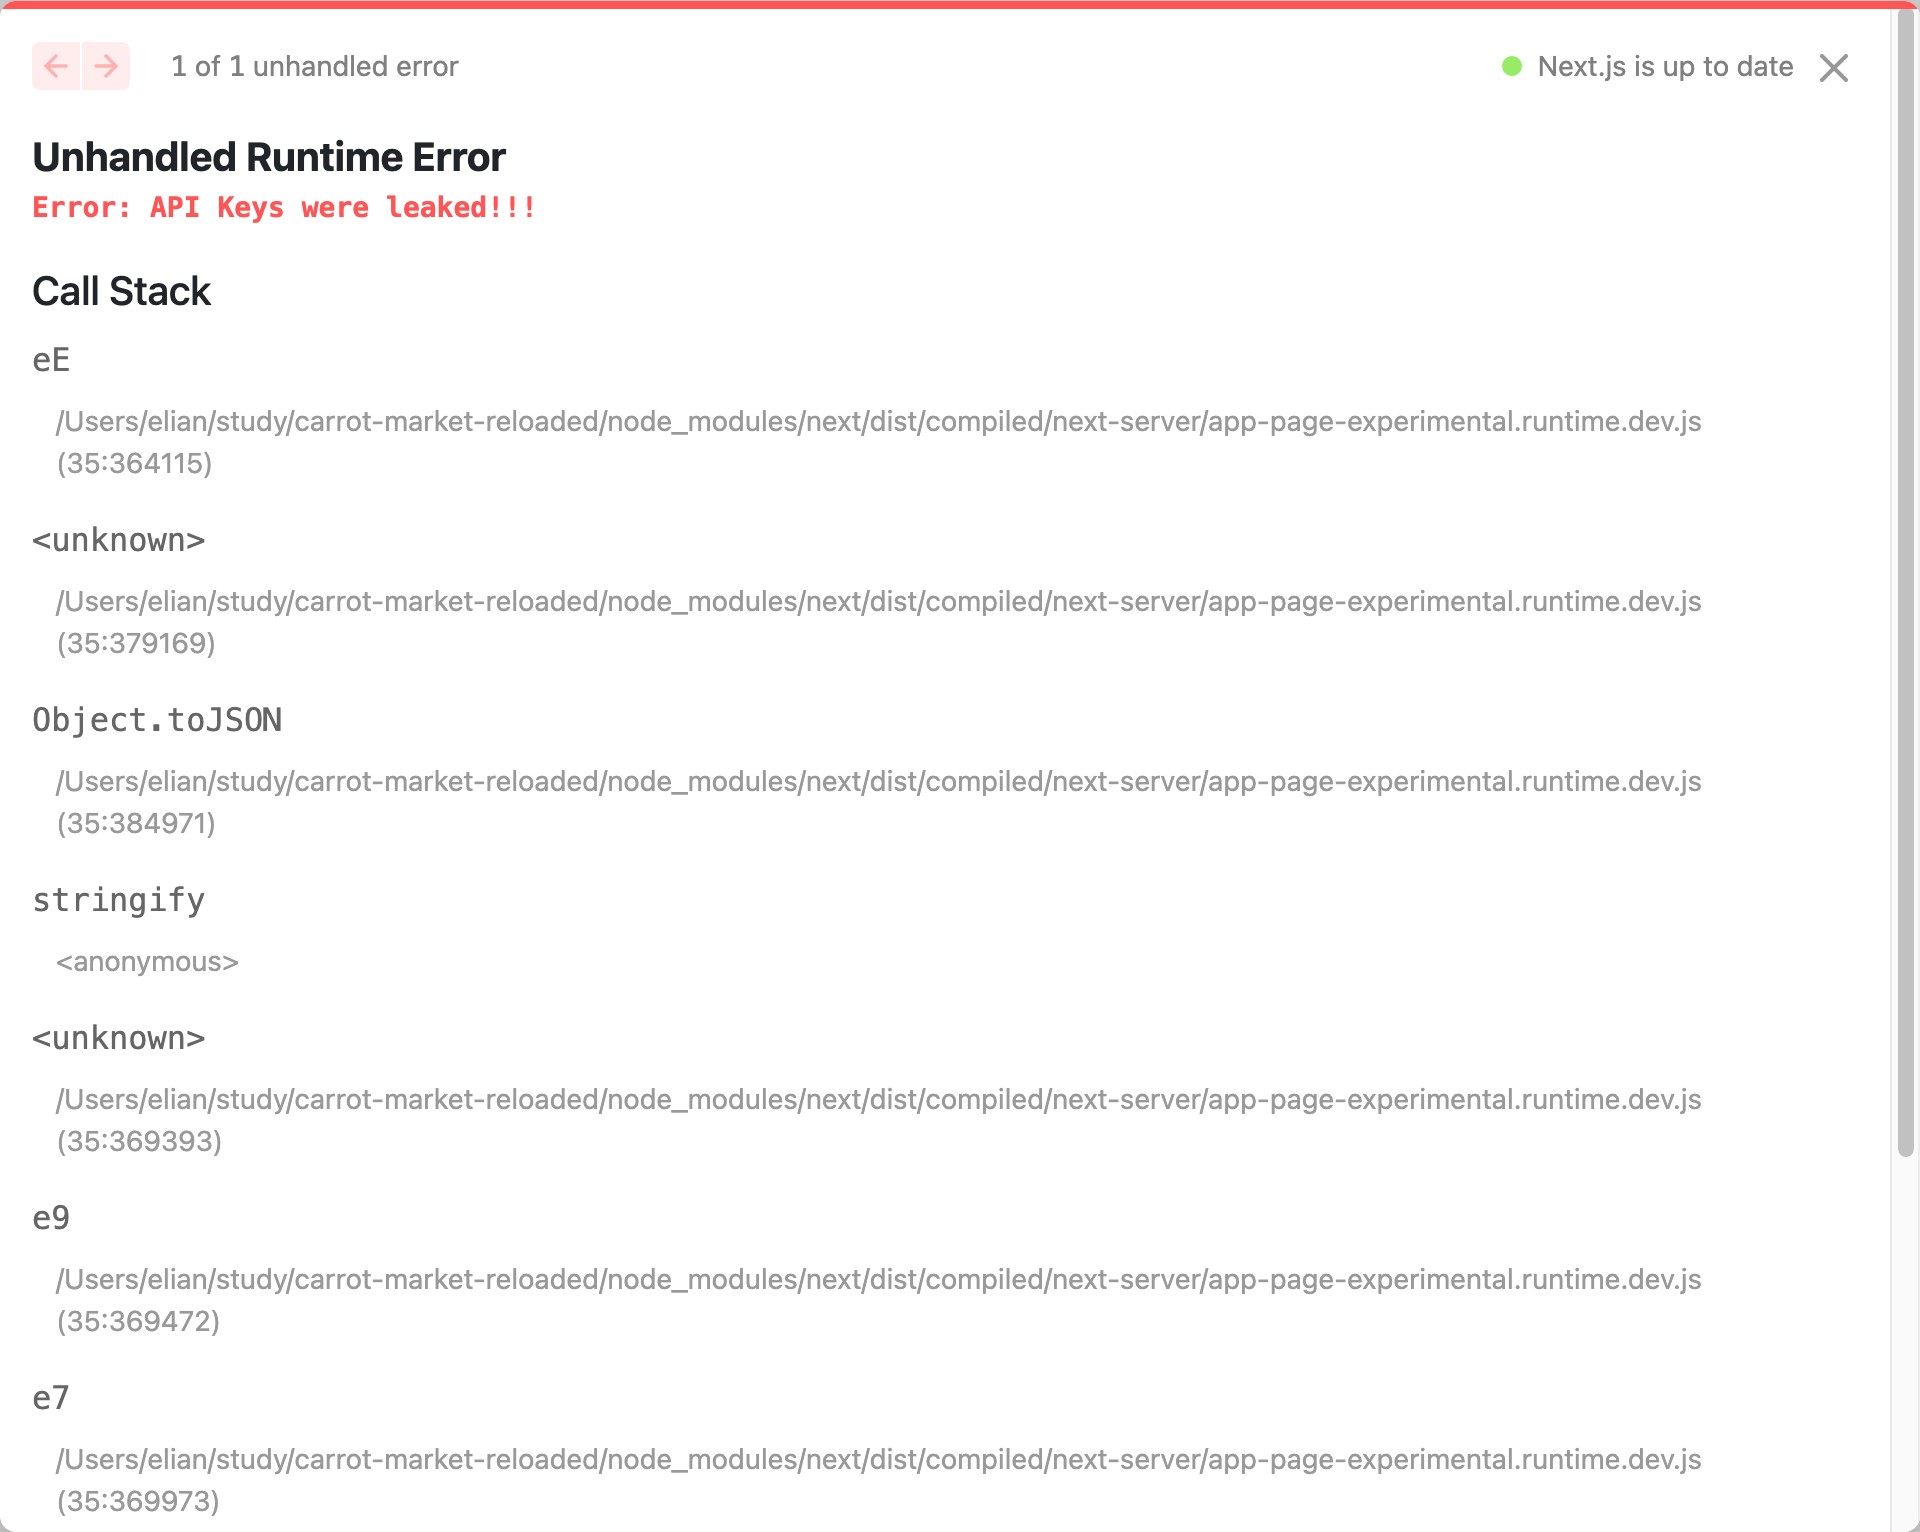 1 of 1 unhandled error
Next.js is up to date
Unhandled Runtime Error
Error: API Keys were leaked!!!
Call Stack
eE
/Users/elian/study/carrot-market-reloaded/node_modules/next/dist/compiled/next-server/app-page-experimental.runtime.dev.js
(35:364115)
<unknown>
/Users/elian/study/carrot-market-reloaded/node_modules/next/dist/compiled/next-server/app-page-experimental.runtime.dev.js
(35:379169)
Object.toJSON
/Users/elian/study/carrot-market-reloaded/node_modules/next/dist/compiled/next-server/app-page-experimental.runtime.dev.js
(35:384971)
stringify
<anonymous>
<unknown>
/Users/elian/study/carrot-market-reloaded/node_modules/next/dist/compiled/next-server/app-page-experimental.runtime.dev.js
(35:369393)
e9
/Users/elian/study/carrot-market-reloaded/node_modules/next/dist/compiled/next-server/app-page-experimental.runtime.dev.js
(35:369472)
e7
/Users/elian/study/carrot-market-reloaded/node_modules/next/dist/compiled/next-server/app-page-experimental.runtime.dev.js
(35:369973)